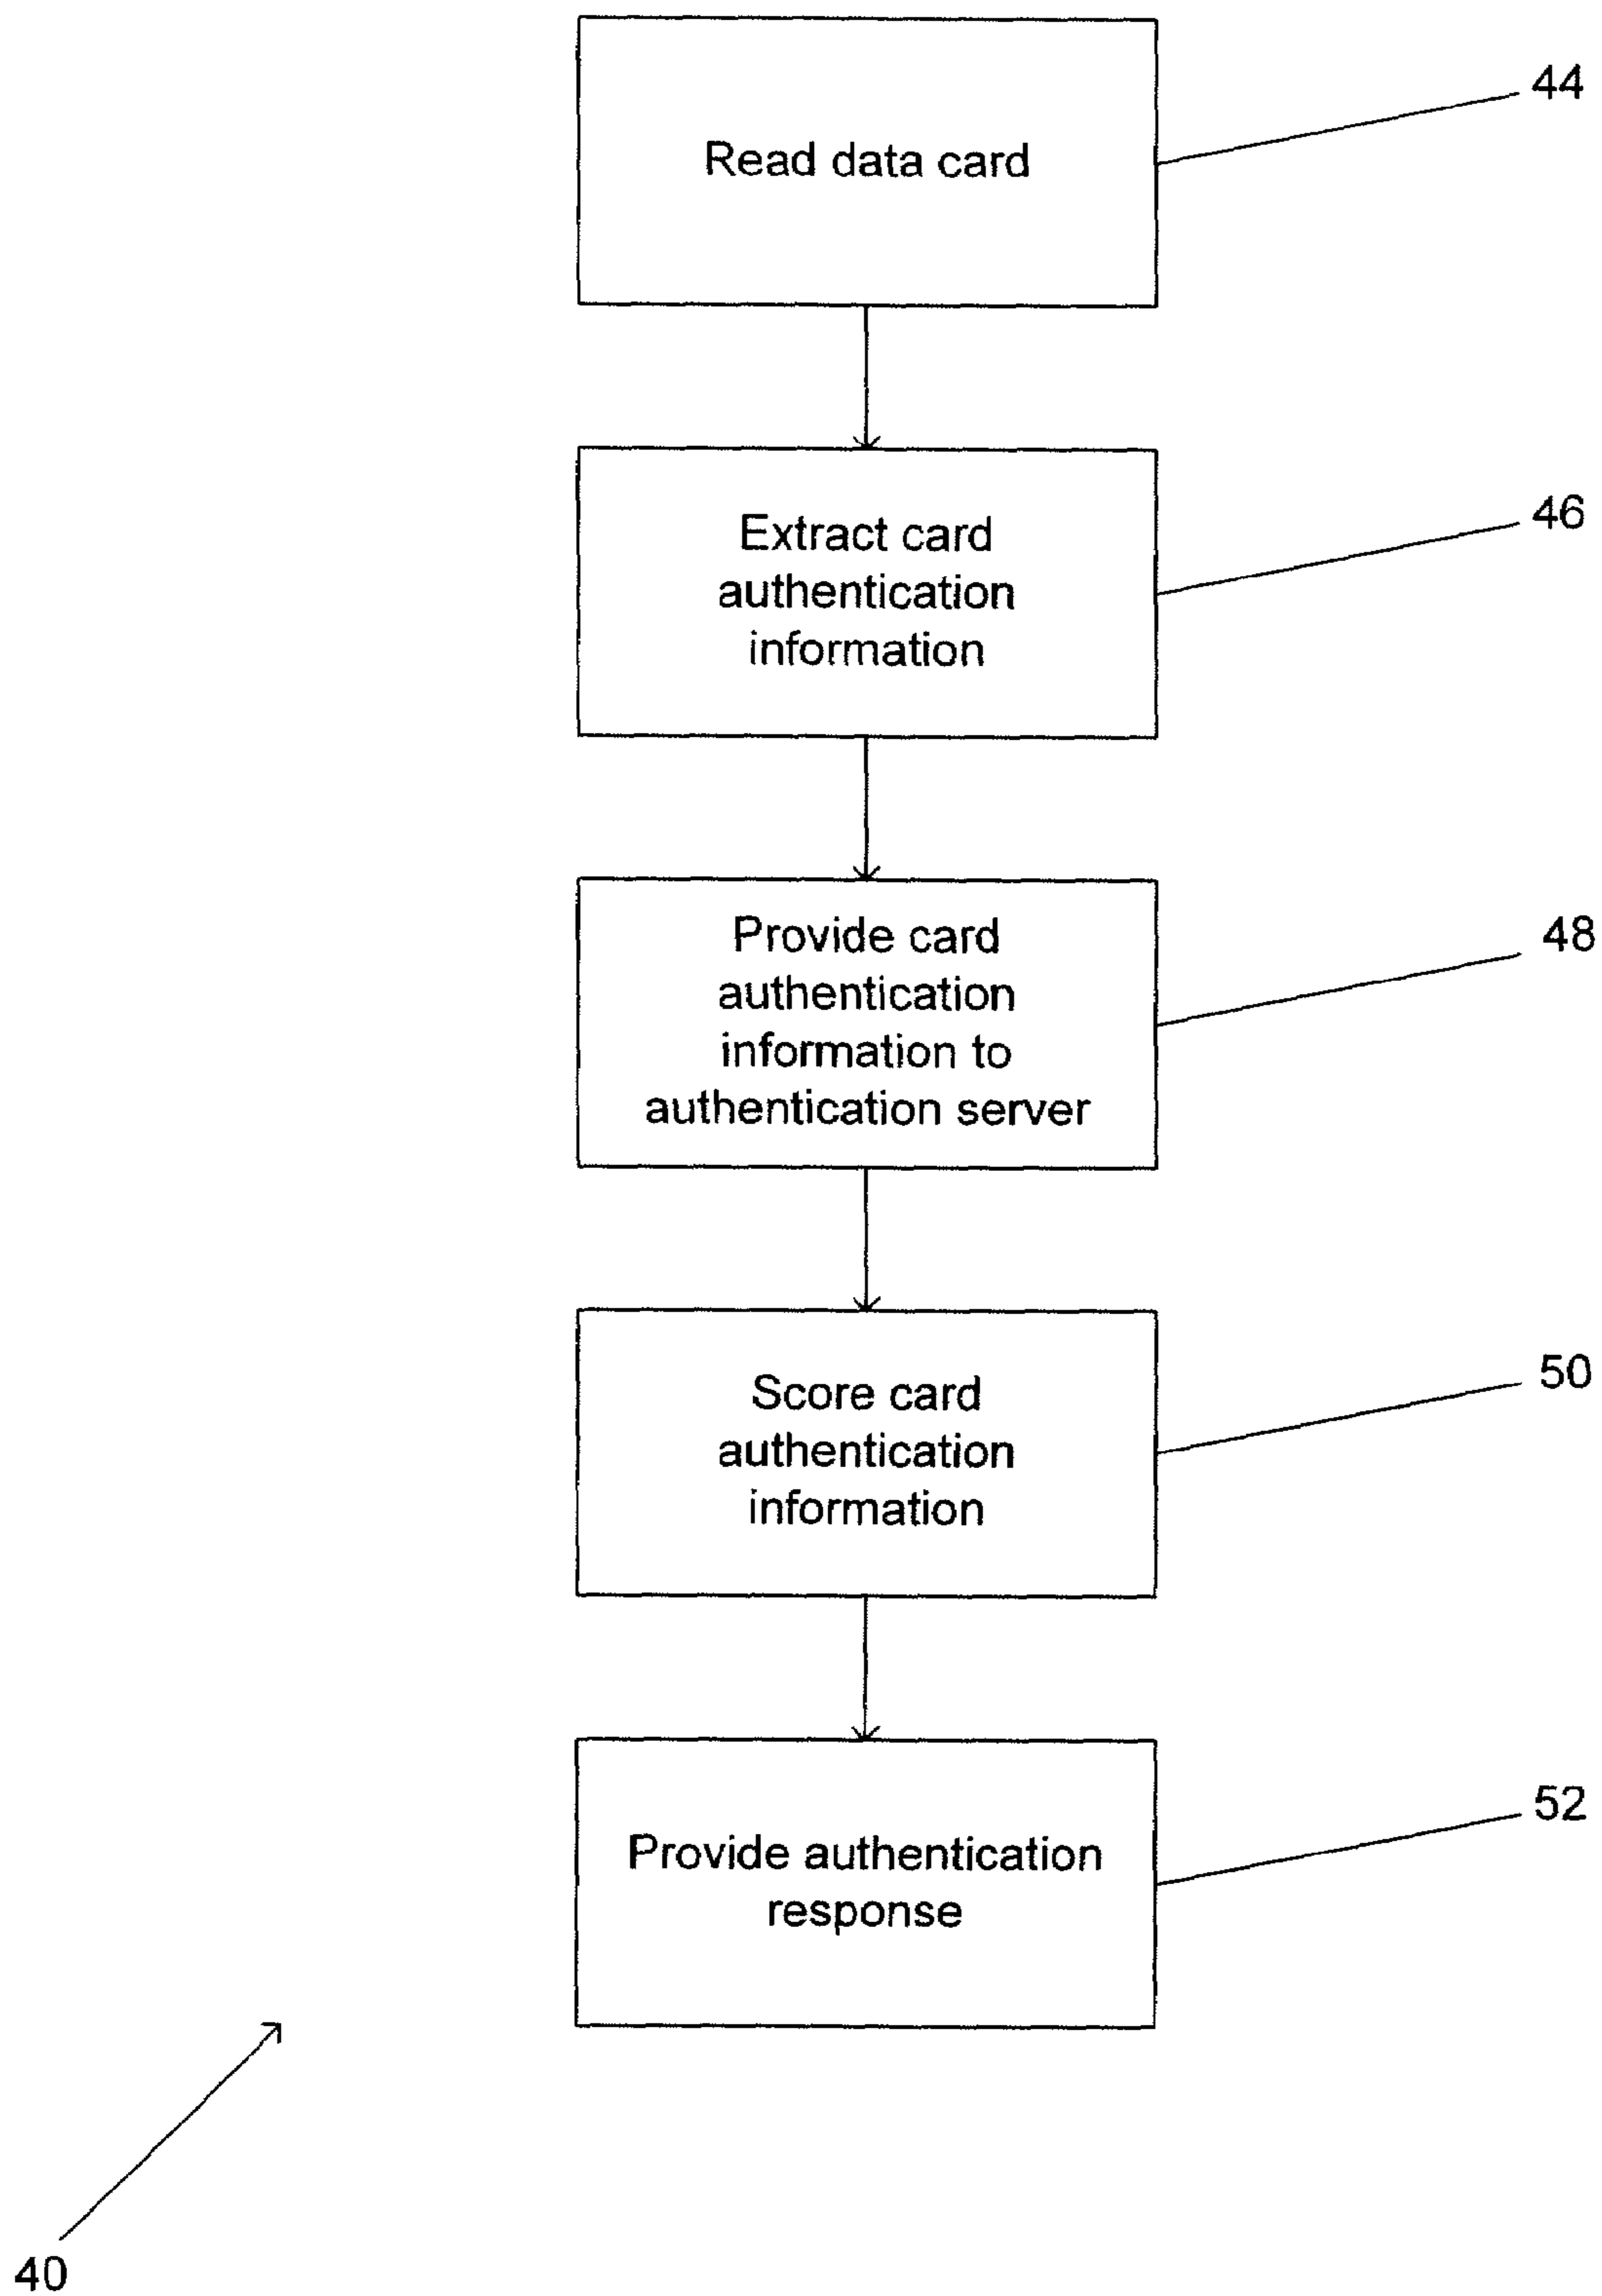 44
Read data card
46
Extract card
authentication
information
48
Provide card
authentication
information to
authentication server
50
Score card
authentication
information
52
Provide authentication
response
40